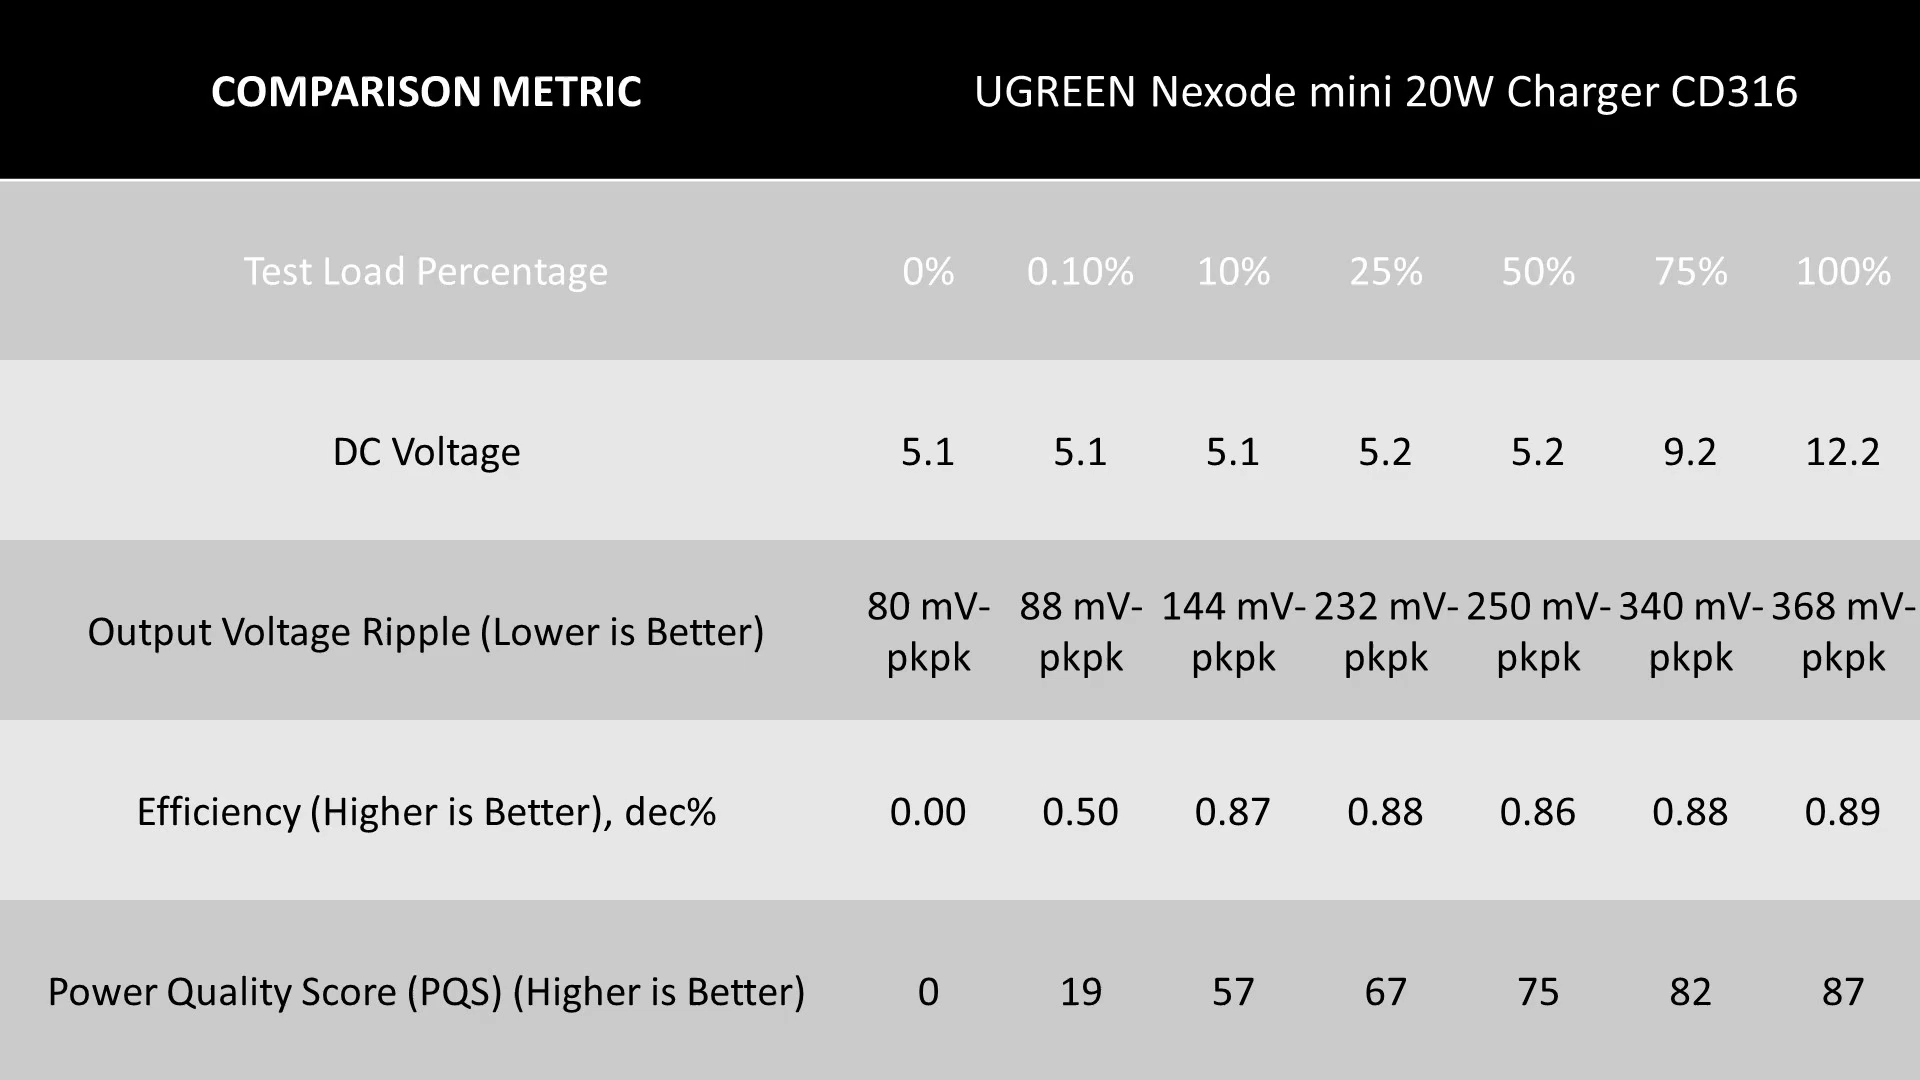 COMPARISON METRIC UGREEN Nexode mini 20W Charger CD316
Test Load Percentage 0% 0.10% 10% 25% 50% 75% 100%
DC Voltage 5.1 5.1 5.1 5.2 5.2 9.2 12.2
Output Voltage Ripple (Lower is Better) 80 mV-pkpk 88 mV-pkpk 144 mV-pkpk 232 mV-pkpk 250 mV-pkpk 340 mV-pkpk 368 mV-pkpk
Efficiency (Higher is Better), dec% 0.00 0.50 0.87 0.88 0.86 0.88 0.89
Power Quality Score (PQS) (Higher is Better) 0 19 57 67 75 82 87